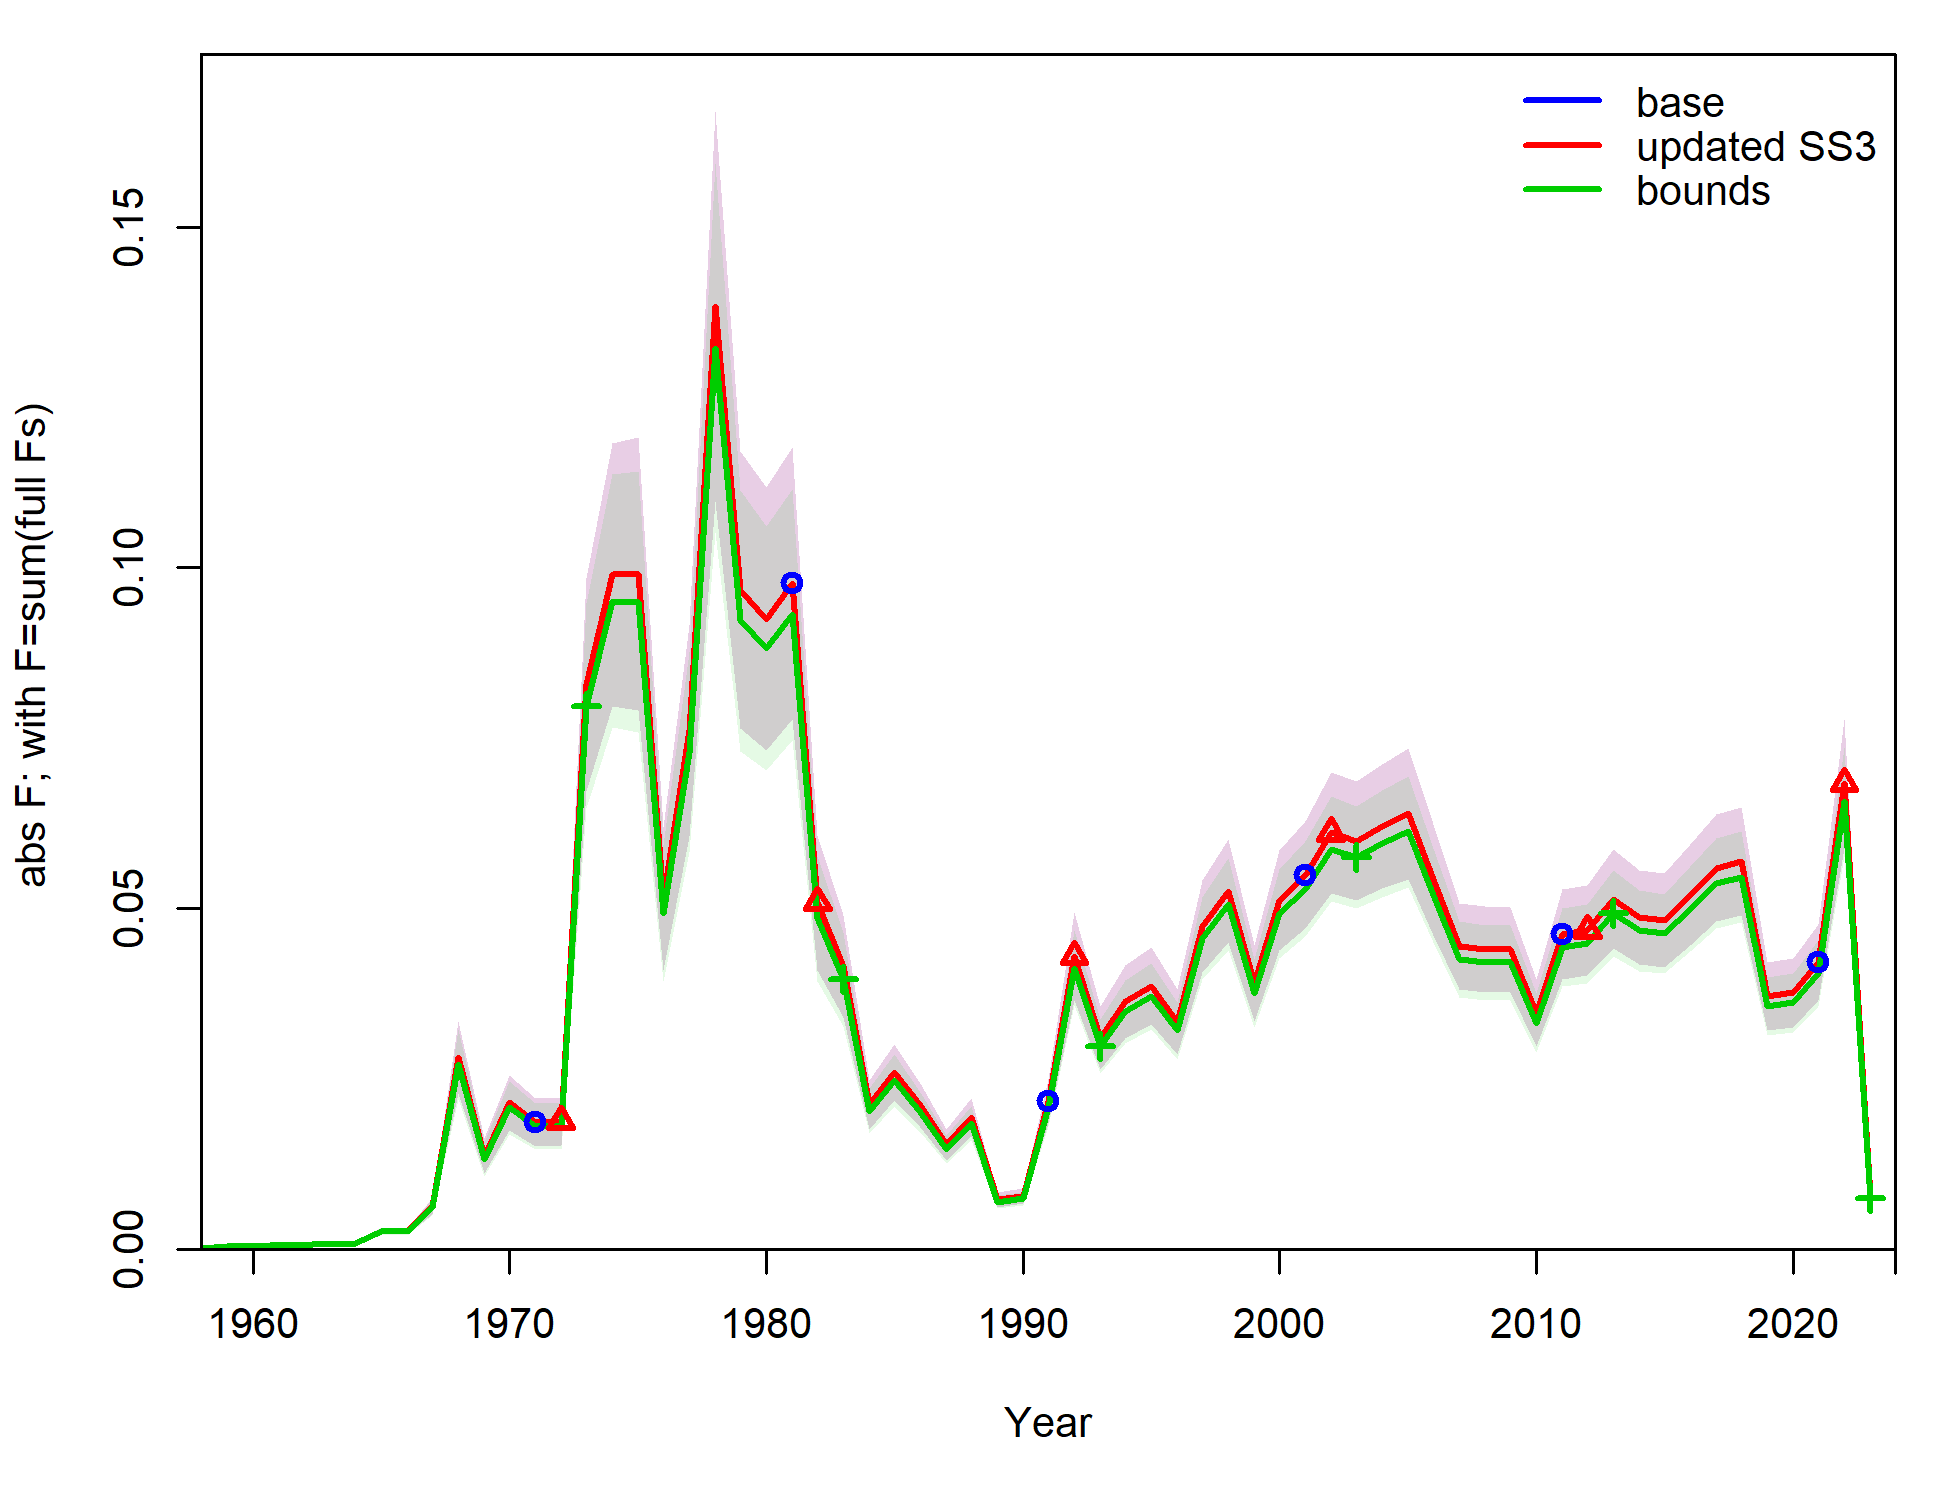 base
updated SS3
bounds
abs F; with F=sum(full Fs)
0.15
0.10
0.05
0.00
1960 1970 1980 1990 2000 2010 2020
Year